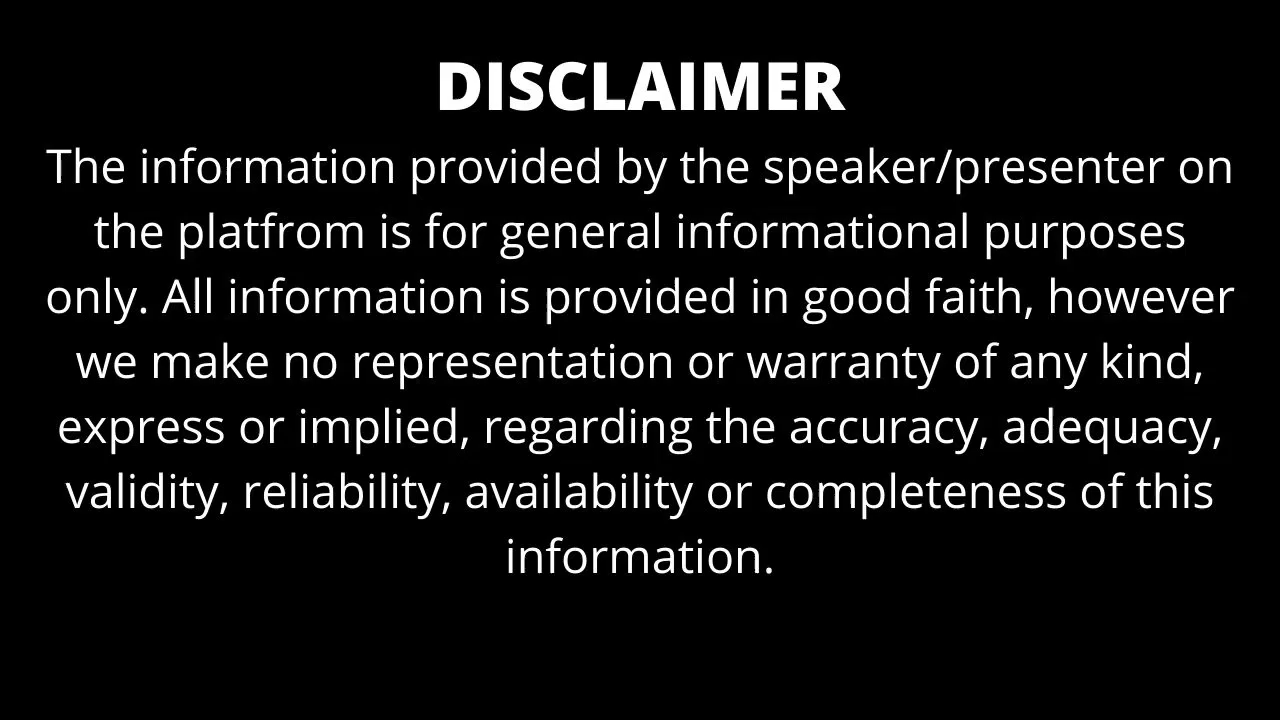 DISCLAIMER
The information provided by the speaker/presenter on
the platfrom is for general informational purposes
only. All information is provided in good faith, however
we make no representation or warranty of any kind,
express or implied, regarding the accuracy, adequacy,
validity, reliability, availability or completeness of this
information.